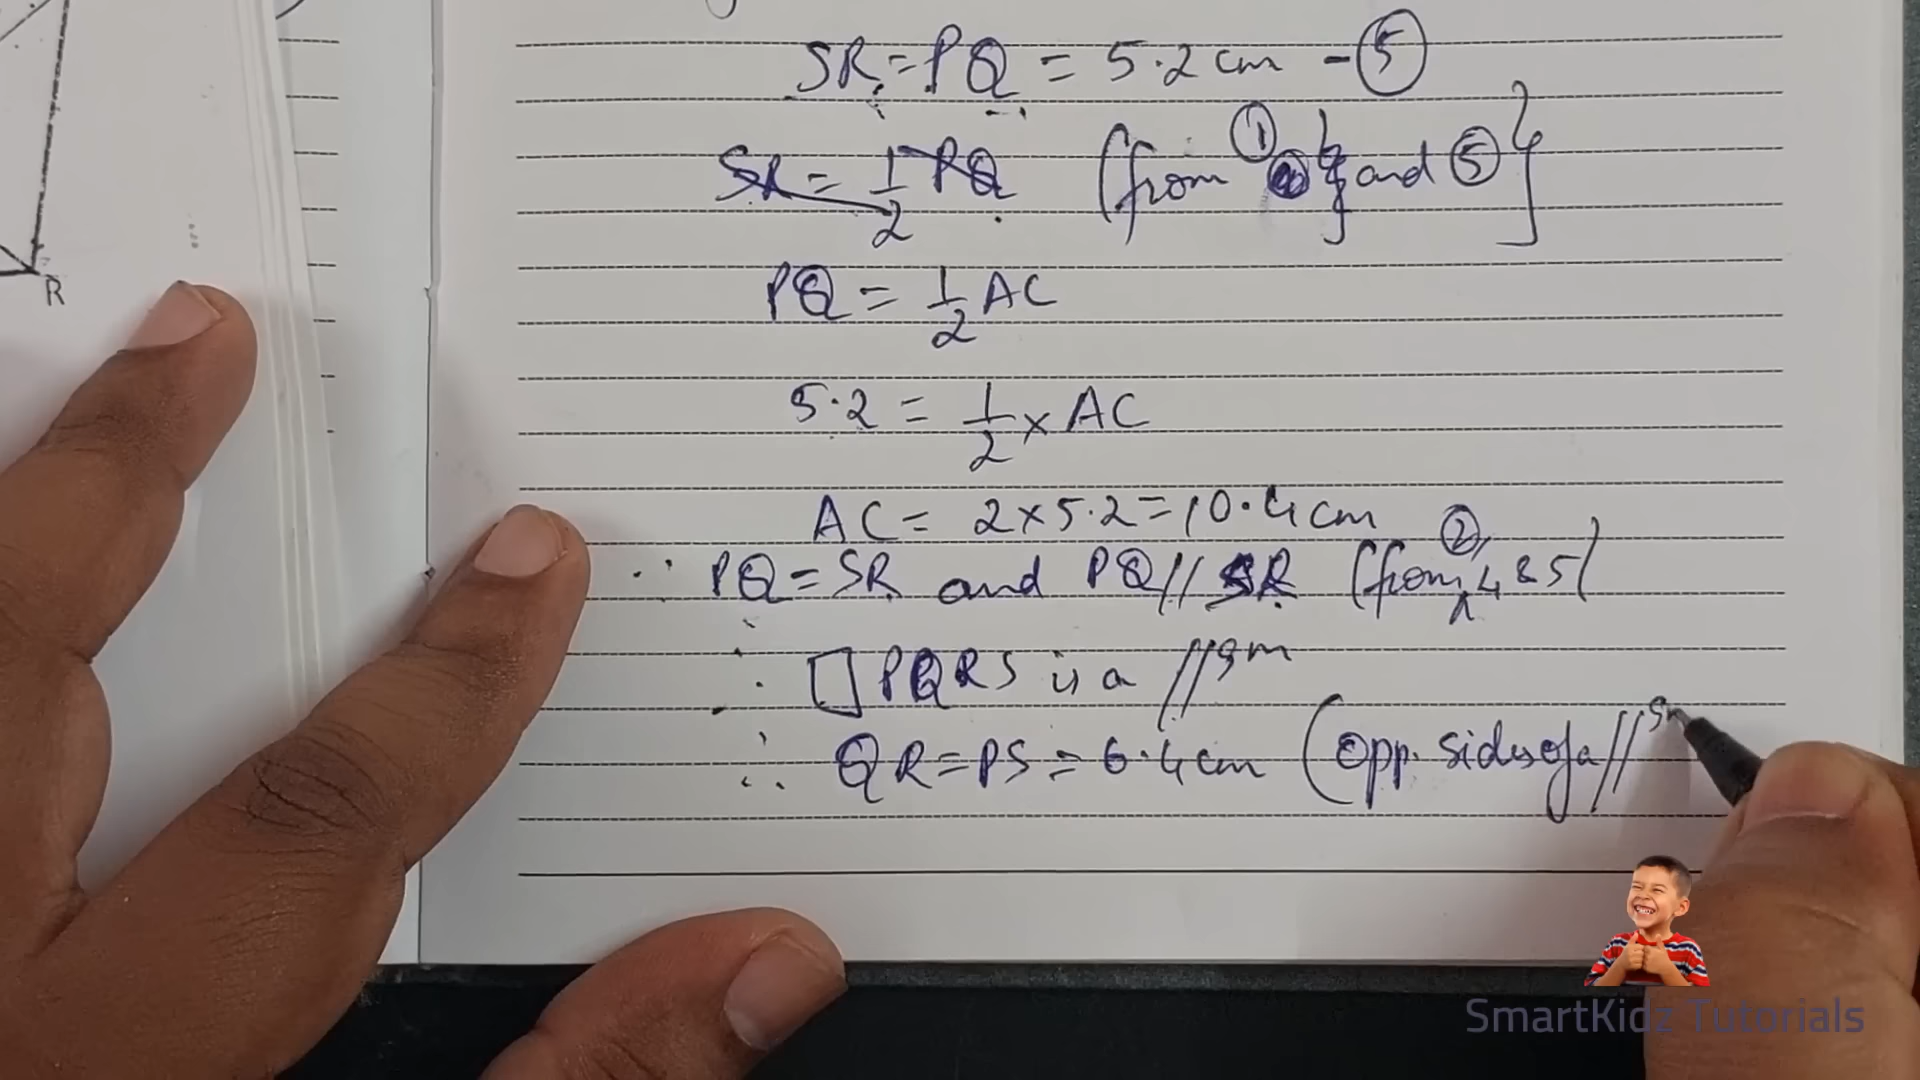 SR = PQ = 5.2 cm - ⑤
SR = 1/2 PQ (from ① and ⑤}
PQ = 1/2 AC
5.2 = 1/2 × AC
AC = 2 × 5.2 = 10.4 cm
∴ PQ = SR and PQ // SR (from ②, 4 & 5)
∴ □ PQRS is a //gm
∴ QR = PS = 6.4 cm (opp. sides of a //gm
R
SmartKidz Tutorials